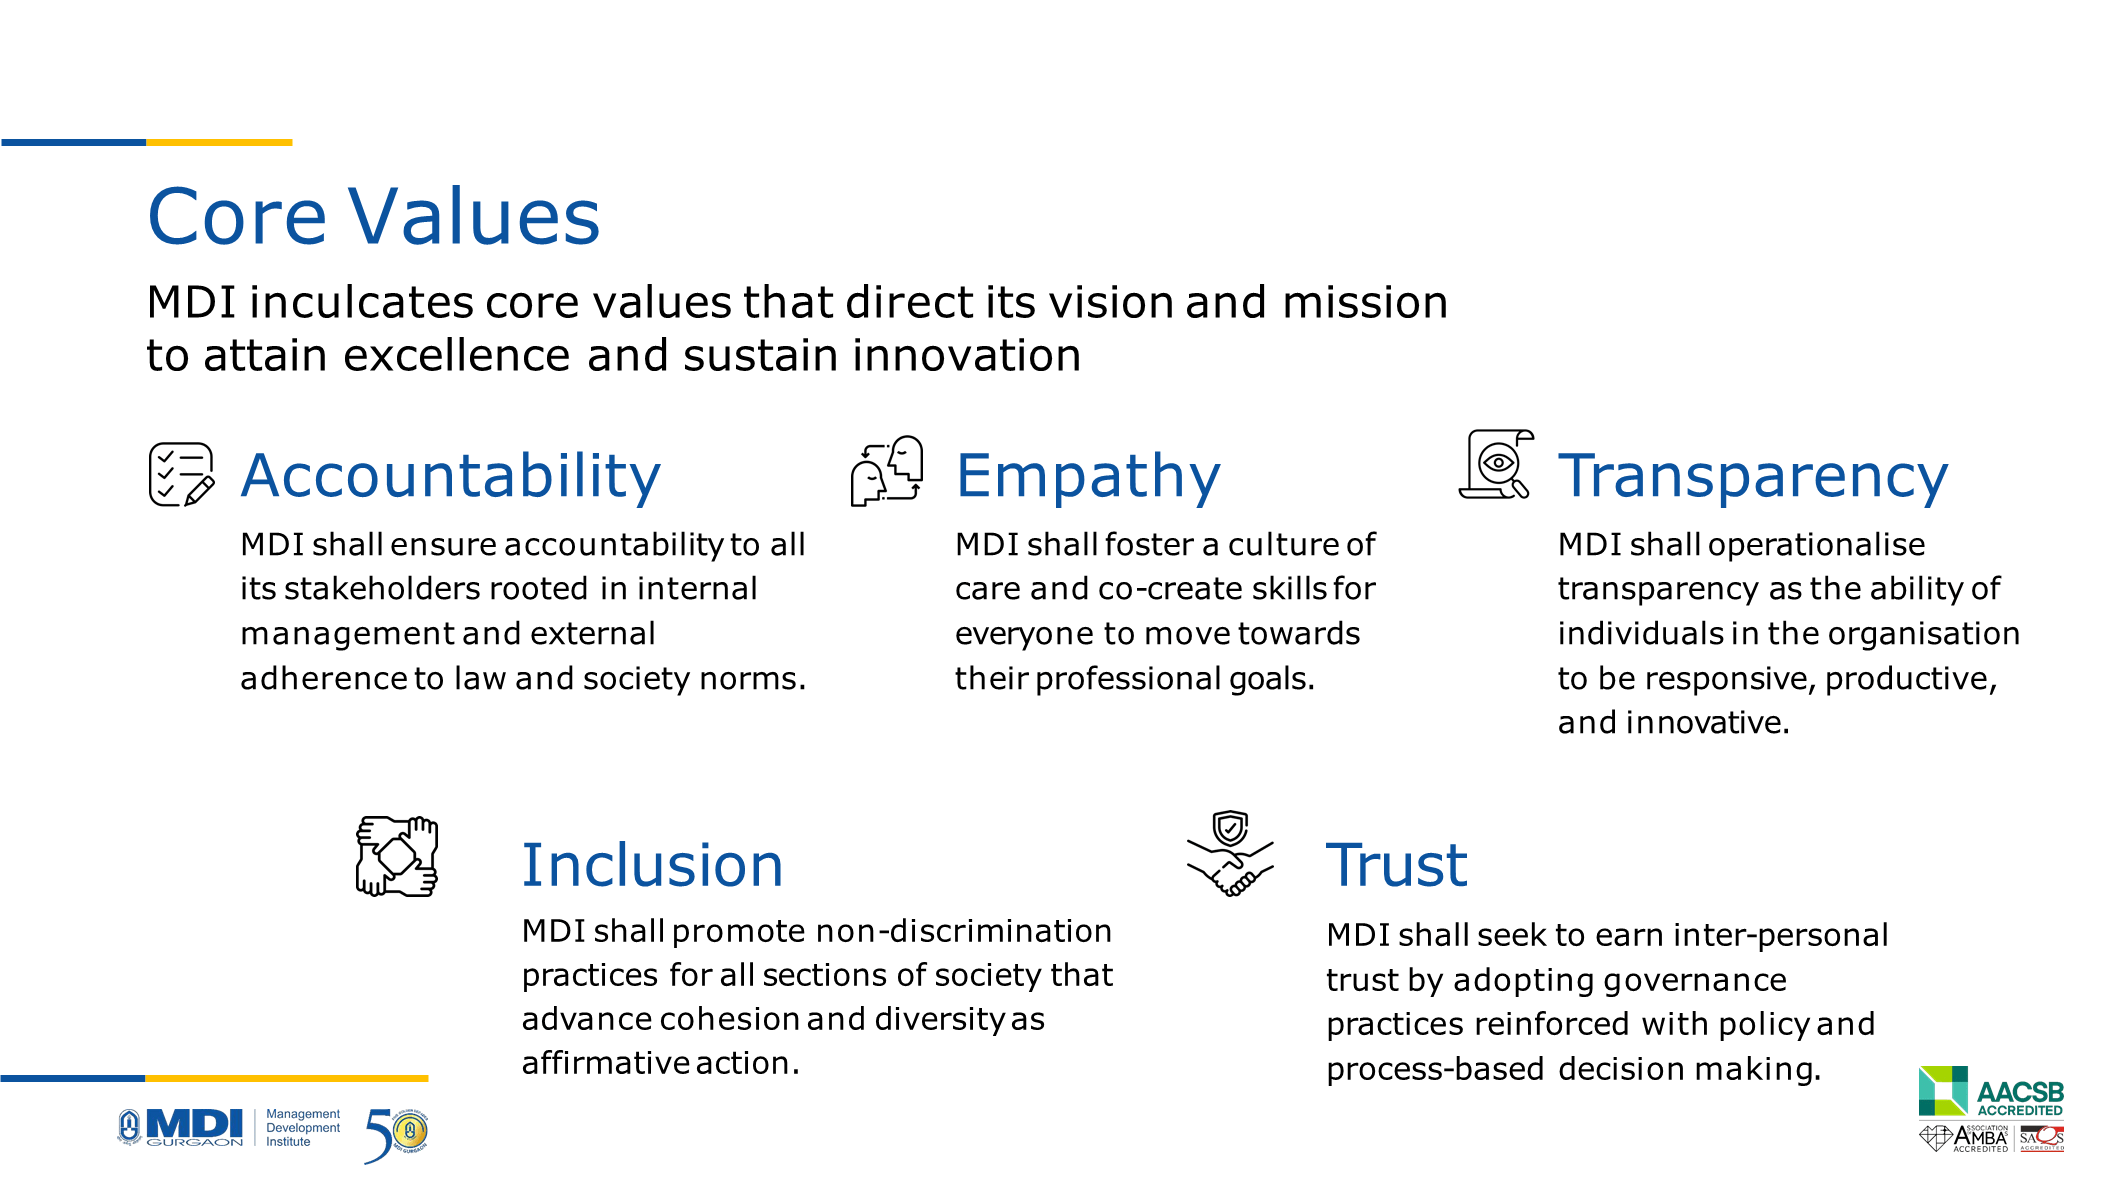 Core Values
MDI inculcates core values that direct its vision and mission
to attain excellence and sustain innovation
Accountability
MDI shall ensure accountability to all
its stakeholders rooted in internal
management and external
adherence to law and society norms.
Empathy
MDI shall foster a culture of
care and co-create skills for
everyone to move towards
their professional goals.
Transparency
MDI shall operationalise
transparency as the ability of
individuals in the organisation
to be responsive, productive,
and innovative.
Inclusion
MDI shall promote non-discrimination
practices for all sections of society that
advance cohesion and diversity as
affirmative action.
Trust
MDI shall seek to earn inter-personal
trust by adopting governance
practices reinforced with policy and
process-based decision making.
MDI
GURGAON
Management
Development
Institute
50
MDI GURGAON
AACSB
ACCREDITED
ASSOCIATION
AMBA
ACCREDITED
SAQS
ACCREDITED